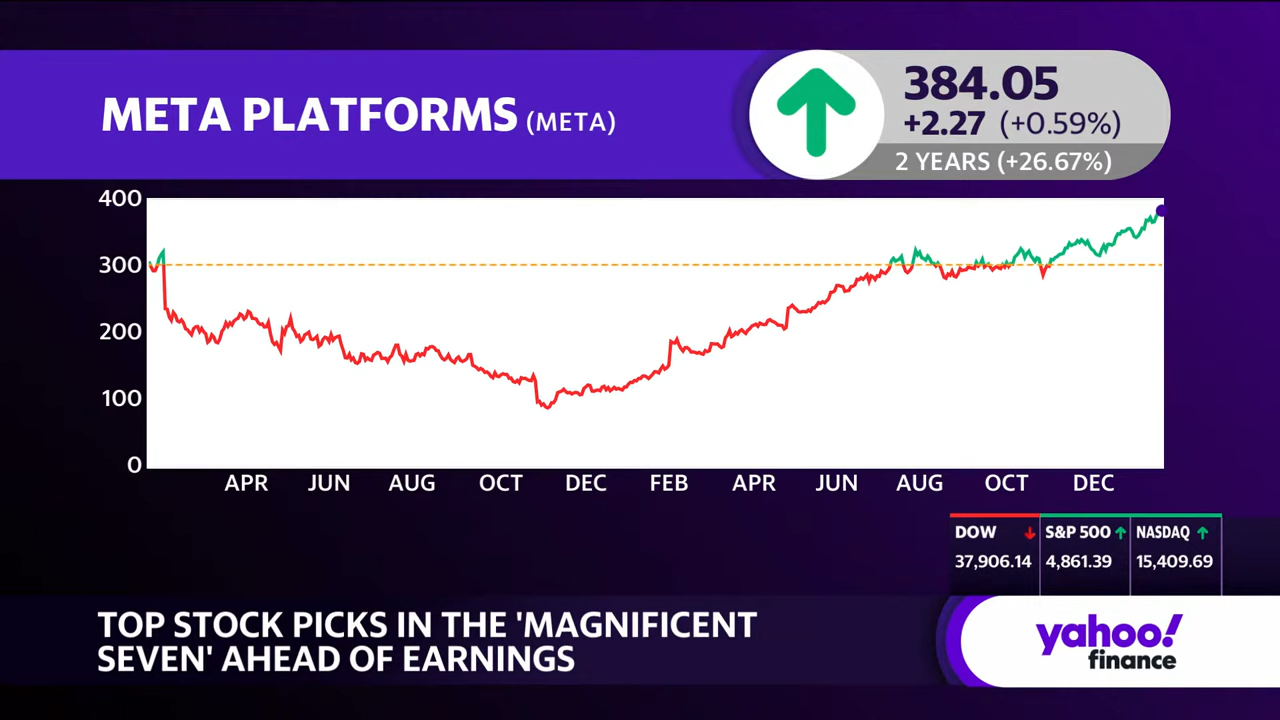 META PLATFORMS (META)
384.05
+2.27 (+0.59%)
2 YEARS (+26.67%)
400
300
200
100
0
APR JUN AUG OCT DEC FEB APR JUN AUG OCT DEC
DOW S&P 500 NASDAQ
37,906.14 4,861.39 15,409.69
TOP STOCK PICKS IN THE 'MAGNIFICENT
SEVEN' AHEAD OF EARNINGS
yahoo!
finance